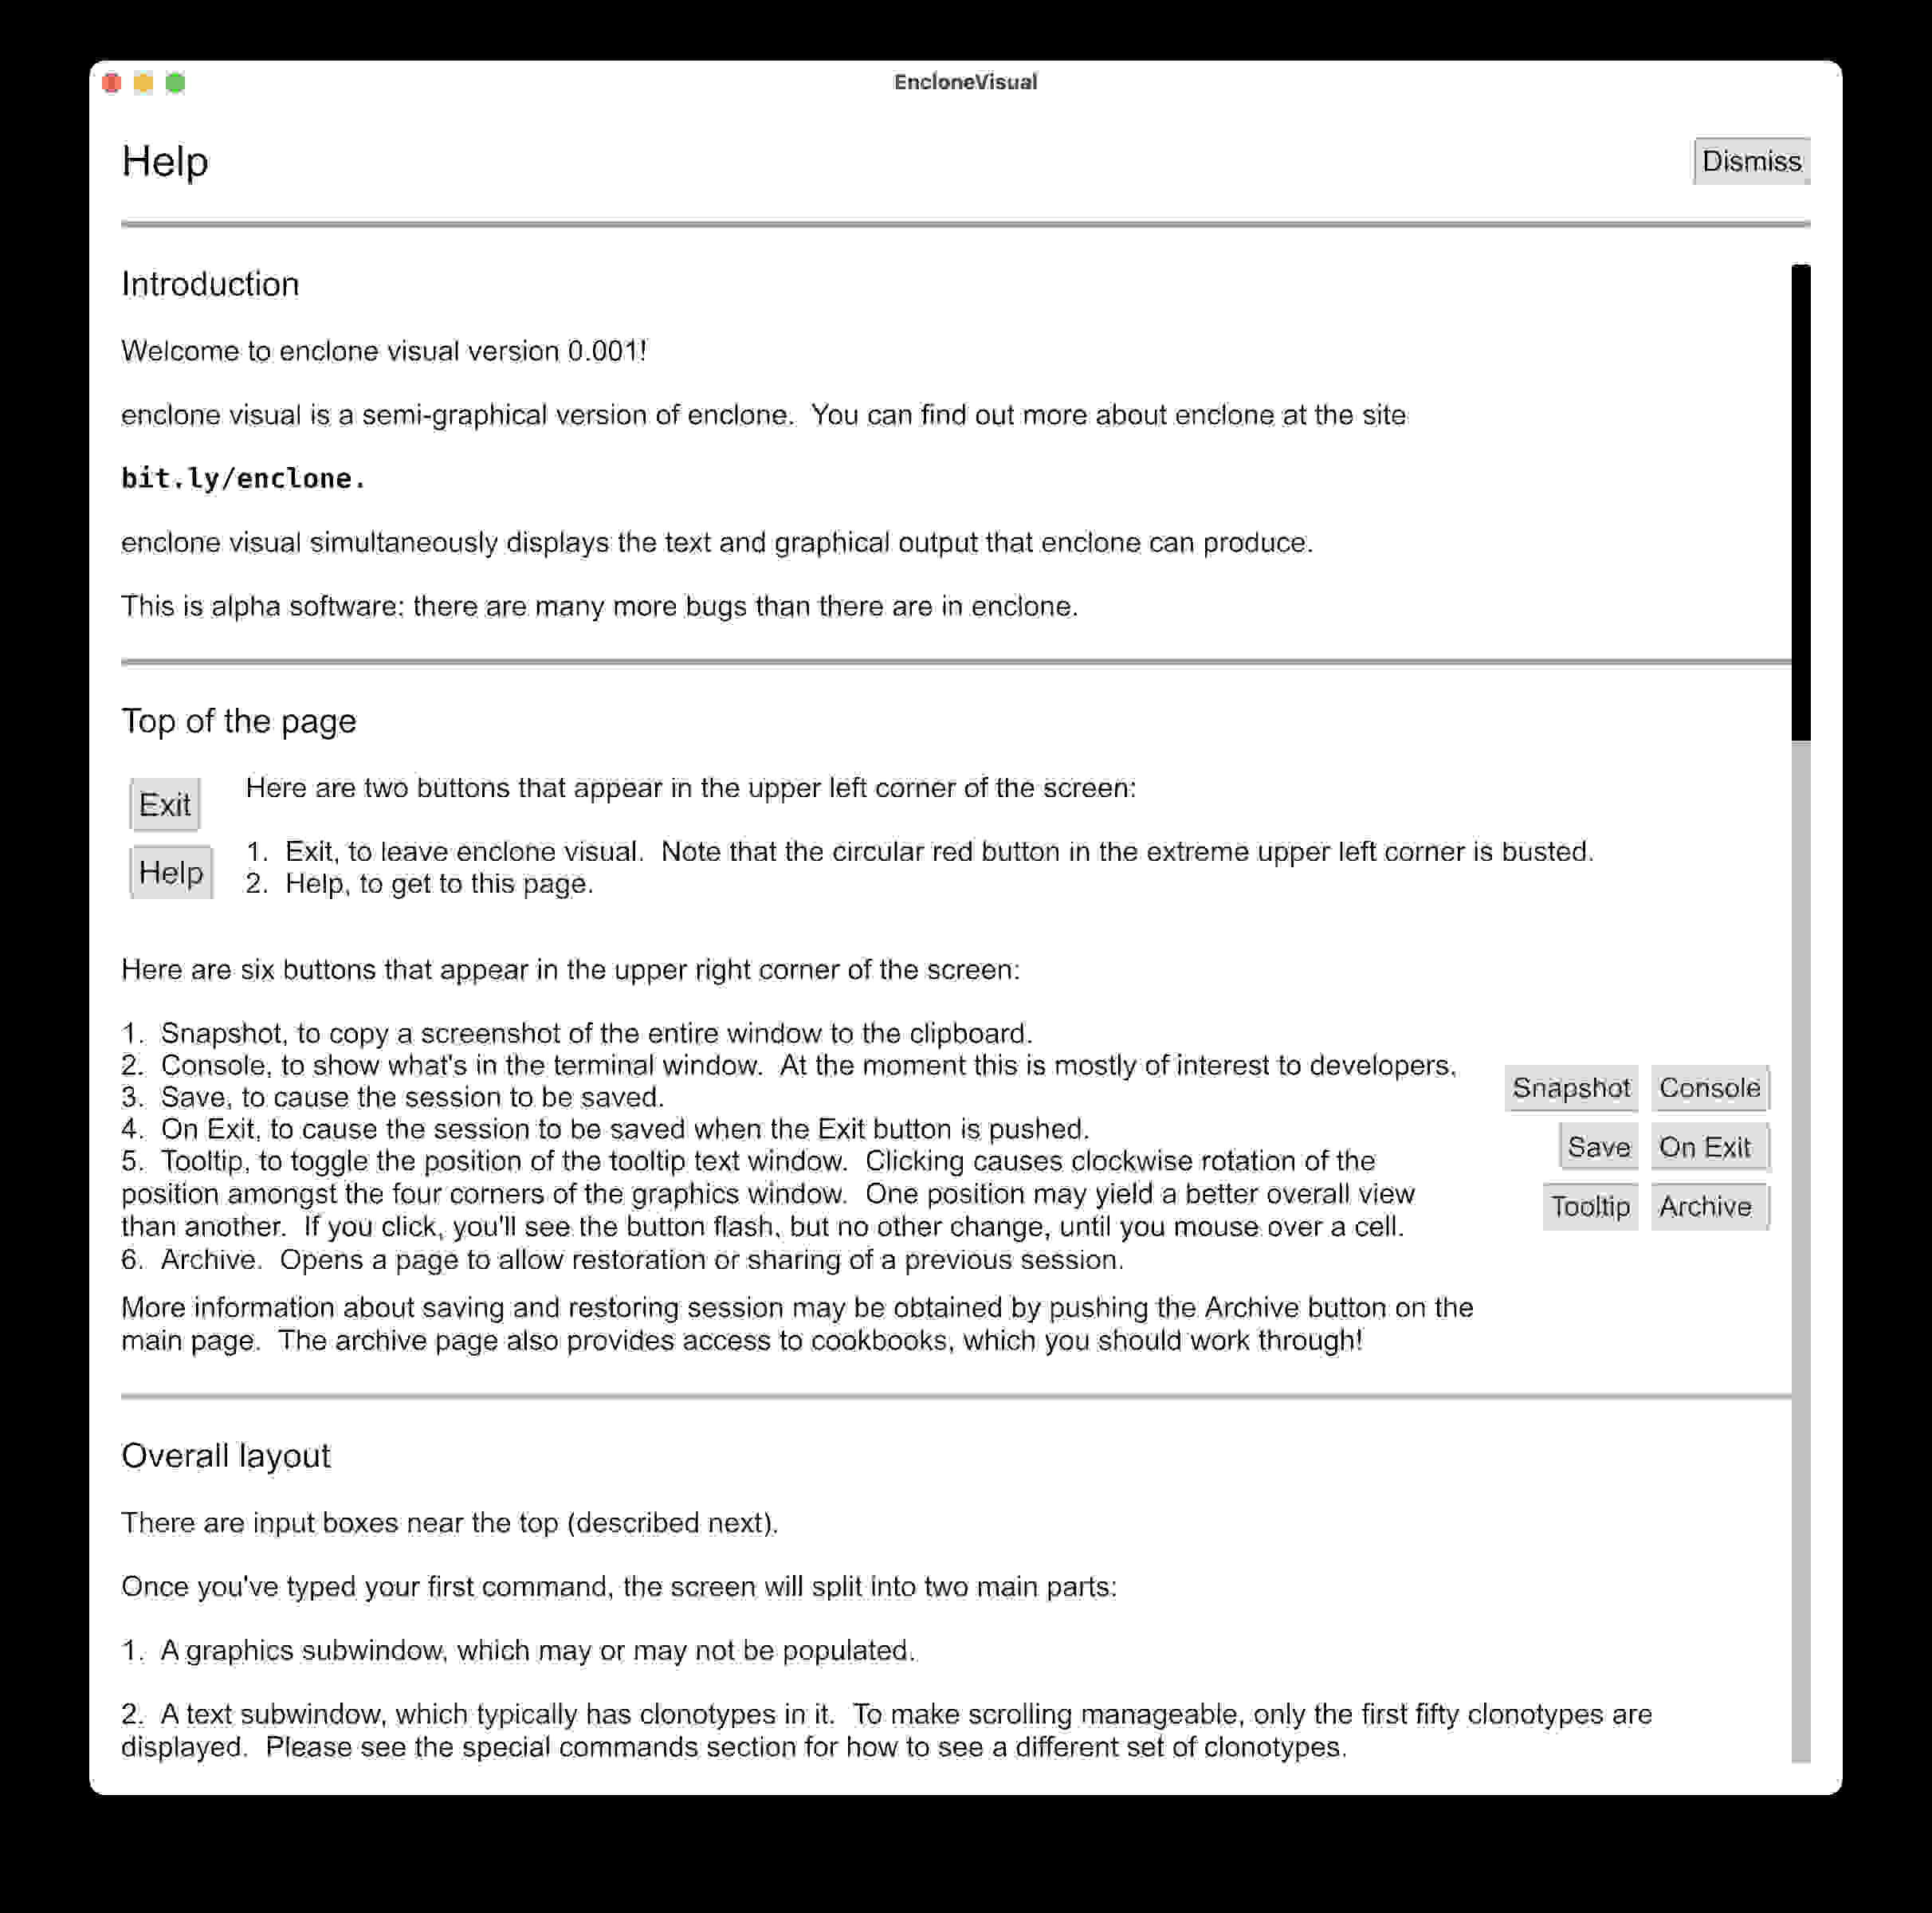 EncloneVisual
Help
Dismiss
Introduction
Welcome to enclone visual version 0.001!
enclone visual is a semi-graphical version of enclone.  You can find out more about enclone at the site
bit.ly/enclone.
enclone visual simultaneously displays the text and graphical output that enclone can produce.
This is alpha software: there are many more bugs than there are in enclone.
Top of the page
Exit
Help
Here are two buttons that appear in the upper left corner of the screen:
1.  Exit, to leave enclone visual.  Note that the circular red button in the extreme upper left corner is busted.
2.  Help, to get to this page.
Here are six buttons that appear in the upper right corner of the screen:
1.  Snapshot, to copy a screenshot of the entire window to the clipboard.
2.  Console, to show what's in the terminal window.  At the moment this is mostly of interest to developers.
3.  Save, to cause the session to be saved.
4.  On Exit, to cause the session to be saved when the Exit button is pushed.
5.  Tooltip, to toggle the position of the tooltip text window.  Clicking causes clockwise rotation of the
position amongst the four corners of the graphics window.  One position may yield a better overall view
than another.  If you click, you'll see the button flash, but no other change, until you mouse over a cell.
6.  Archive.  Opens a page to allow restoration or sharing of a previous session.
Snapshot Console
Save On Exit
Tooltip Archive
More information about saving and restoring session may be obtained by pushing the Archive button on the
main page.  The archive page also provides access to cookbooks, which you should work through!
Overall layout
There are input boxes near the top (described next).
Once you've typed your first command, the screen will split into two main parts:
1.  A graphics subwindow, which may or may not be populated.
2.  A text subwindow, which typically has clonotypes in it.  To make scrolling manageable, only the first fifty clonotypes are
displayed.  Please see the special commands section for how to see a different set of clonotypes.